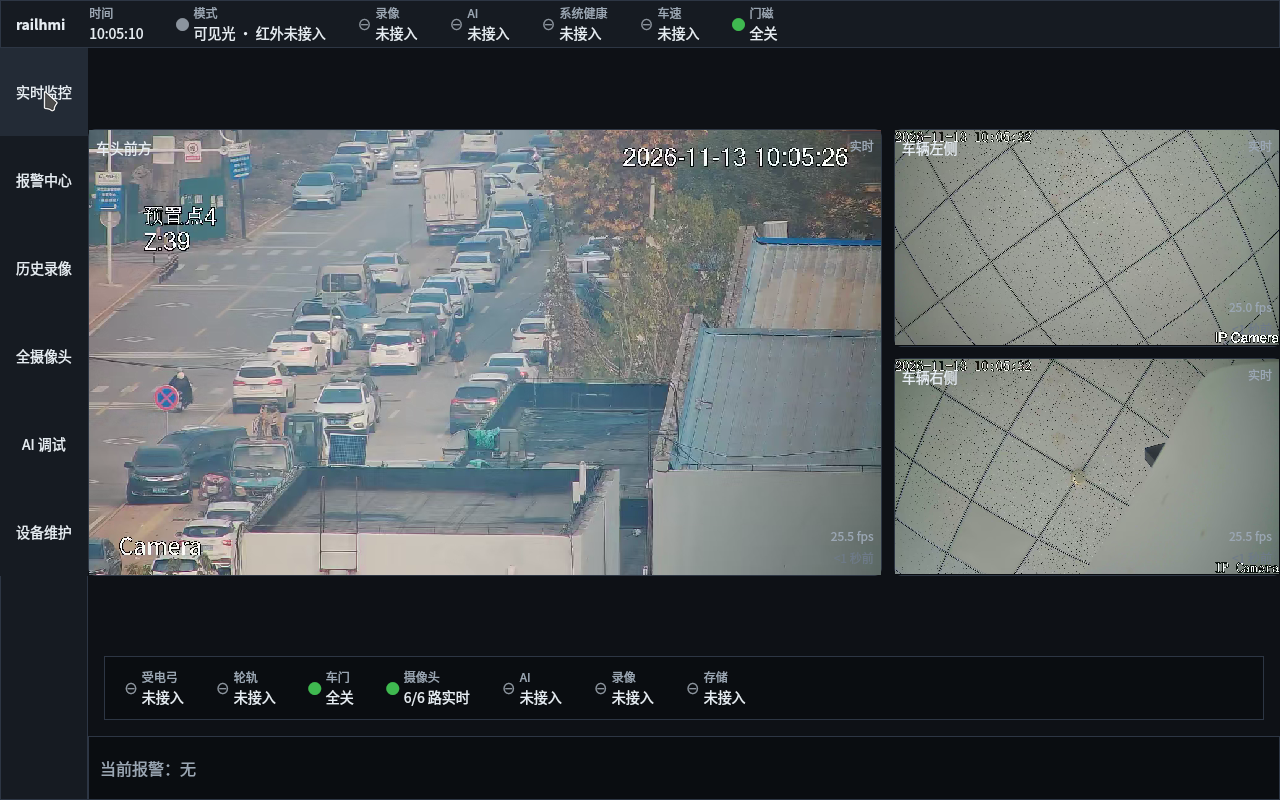 railhmi
时间
10:05:10
模式
可见光 · 红外未接入
录像
未接入
AI
未接入
系统健康
未接入
车速
未接入
门磁
全关
实时监控
报警中心
历史录像
全摄像头
AI 调试
设备维护
车头前方
2026-11-13 10:05:26
实时
预置点4
Z:39
Camera
25.5 fps
车辆左侧
实时
25.0 fps
IP Camera
车辆右侧
实时
25.5 fps
IP Camera
受电弓
未接入
轮轨
未接入
车门
全关
摄像头
6/6 路实时
AI
未接入
录像
未接入
存储
未接入
当前报警：无